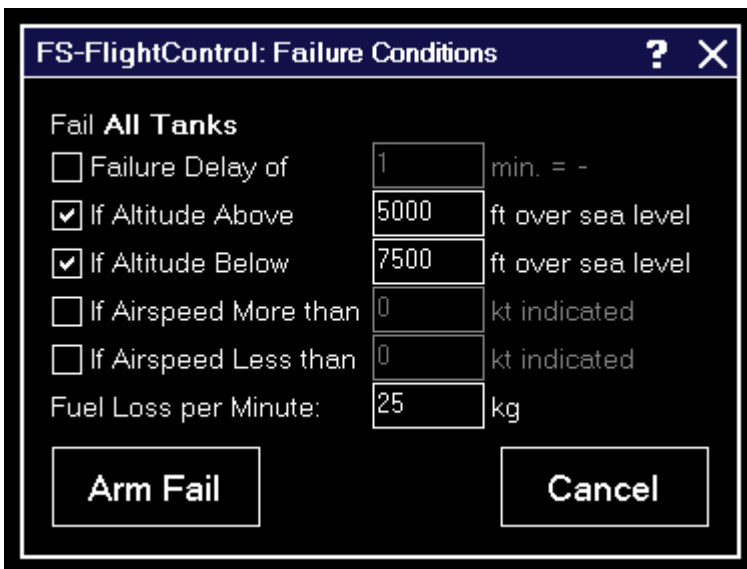 FS-FlightControl: Failure Conditions ? X
Fail All Tanks
Failure Delay of 1 min. = -
If Altitude Above 5000 ft over sea level
If Altitude Below 7500 ft over sea level
If Airspeed More than 0 kt indicated
If Airspeed Less than 0 kt indicated
Fuel Loss per Minute: 25 kg
Arm Fail Cancel